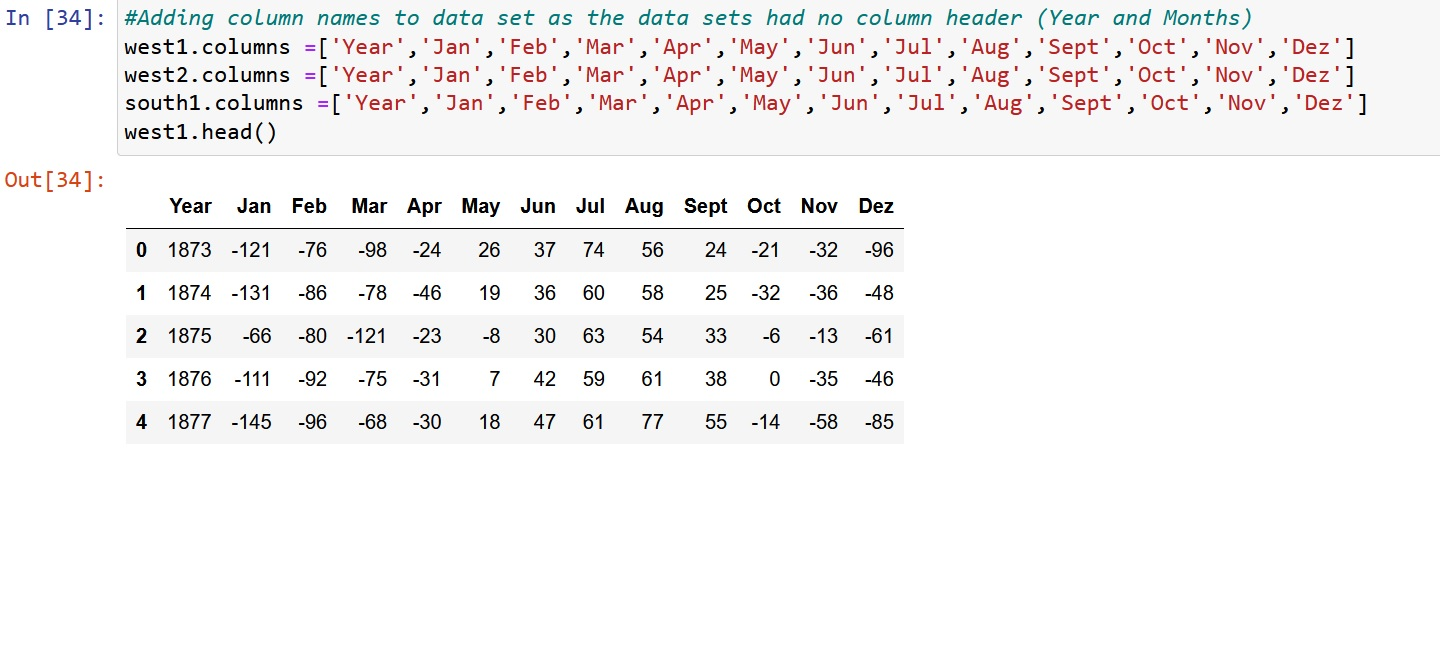 In [34]: #Adding column names to data set as the data sets had no column header (Year and Months)
west1.columns =['Year','Jan','Feb','Mar','Apr','May','Jun','Jul','Aug','Sept','Oct','Nov','Dez']
west2.columns =['Year','Jan','Feb','Mar','Apr','May','Jun','Jul','Aug','Sept','Oct','Nov','Dez']
south1.columns =['Year','Jan','Feb','Mar','Apr','May','Jun','Jul','Aug','Sept','Oct','Nov','Dez']
west1.head()
Out[34]:
Year Jan Feb Mar Apr May Jun Jul Aug Sept Oct Nov Dez
0 1873 -121 -76 -98 -24 26 37 74 56 24 -21 -32 -96
1 1874 -131 -86 -78 -46 19 36 60 58 25 -32 -36 -48
2 1875 -66 -80 -121 -23 -8 30 63 54 33 -6 -13 -61
3 1876 -111 -92 -75 -31 7 42 59 61 38 0 -35 -46
4 1877 -145 -96 -68 -30 18 47 61 77 55 -14 -58 -85